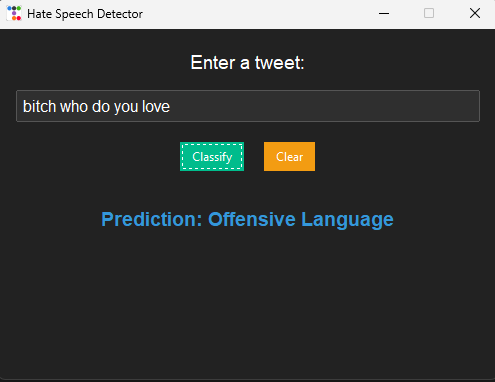 Hate Speech Detector
Enter a tweet:
bitch who do you love
Classify Clear
Prediction: Offensive Language